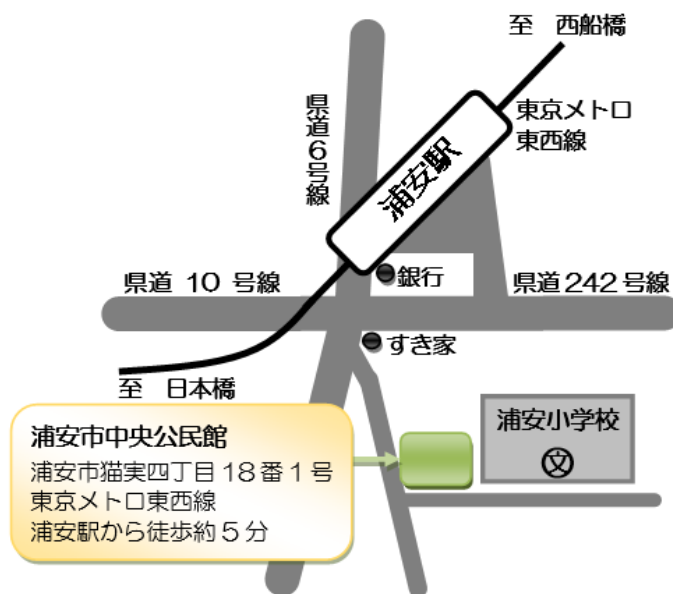 至 西船橋
県道6号線
東京メトロ
東西線
浦安駅
銀行
県道 10 号線
県道 242 号線
すき家
至 日本橋
浦安小学校
文
浦安市中央公民館
浦安市猫実四丁目 18 番 1 号
東京メトロ東西線
浦安駅から徒歩約 5 分